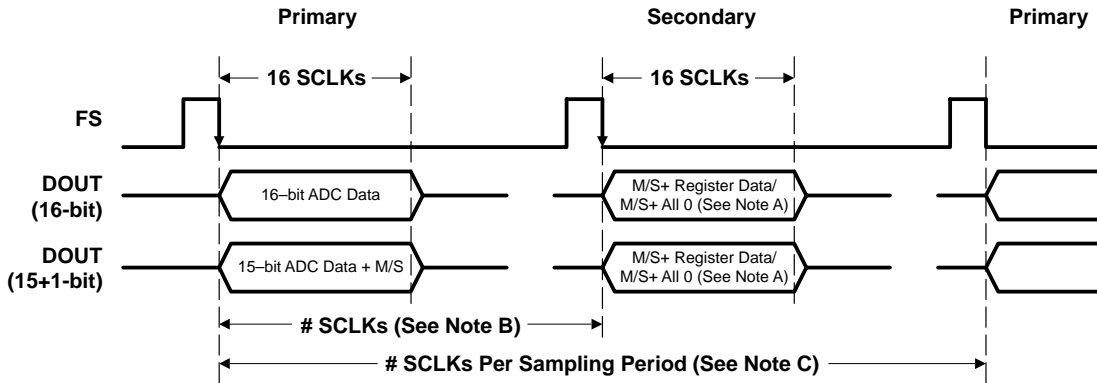 Primary
Secondary
Primary
16 SCLKs
16 SCLKs
FS
DOUT
(16-bit)
16–bit ADC Data
M/S+ Register Data/
M/S+ All 0 (See Note A)
DOUT
(15+1-bit)
15–bit ADC Data + M/S
M/S+ Register Data/
M/S+ All 0 (See Note A)
# SCLKs (See Note B)
# SCLKs Per Sampling Period (See Note C)